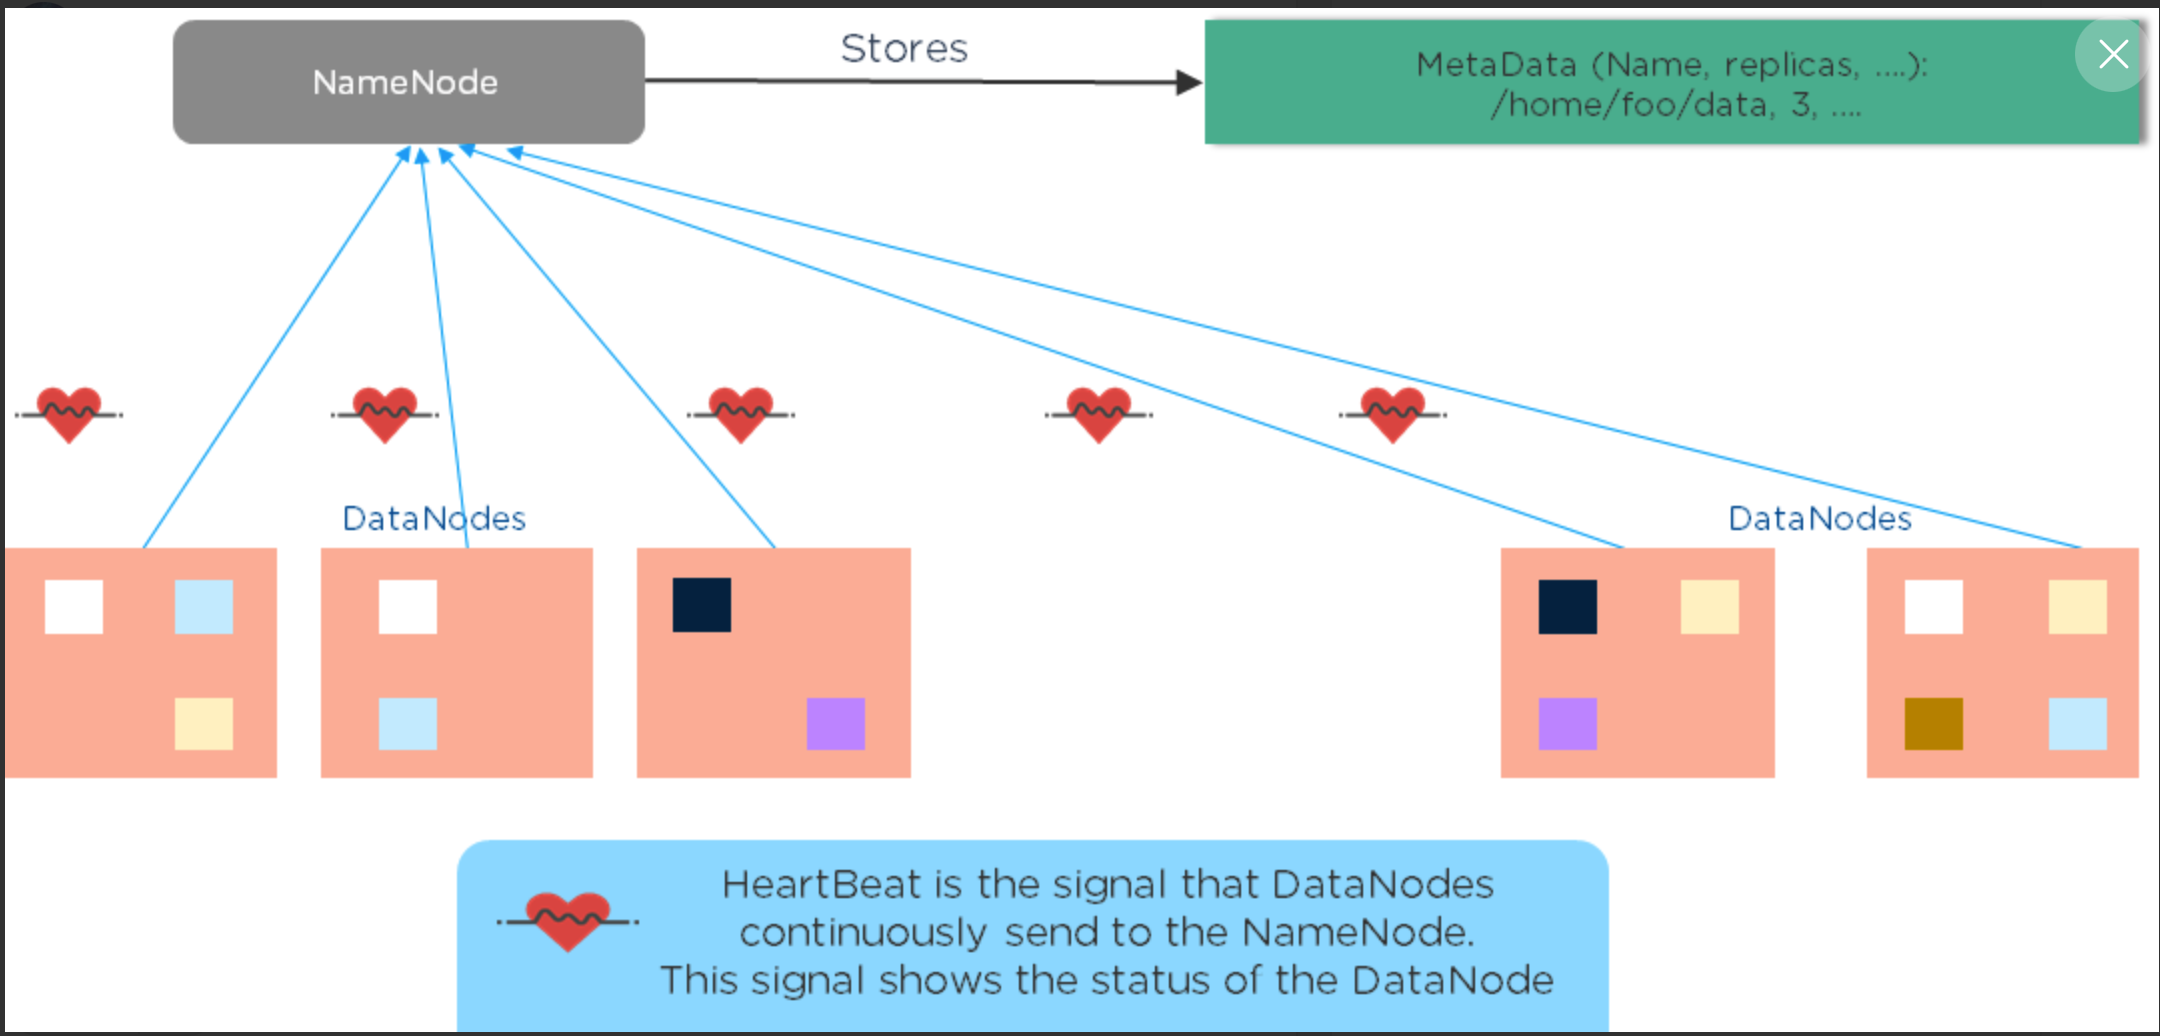 NameNode
Stores
MetaData (Name, replicas, ....):
/home/foo/data, 3, ....
DataNodes
DataNodes
HeartBeat is the signal that DataNodes
continuously send to the NameNode.
This signal shows the status of the DataNode